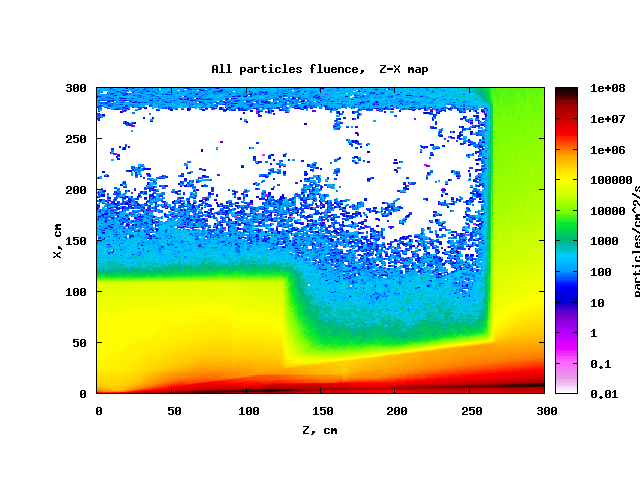 All particles fluence,  Z-X map
300
250
200
150
100
50
0
X, cm
0 50 100 150 200 250 300
Z, cm
1e+08
1e+07
1e+06
100000
10000
1000
100
10
1
0.1
0.01
particles/cm^2/s